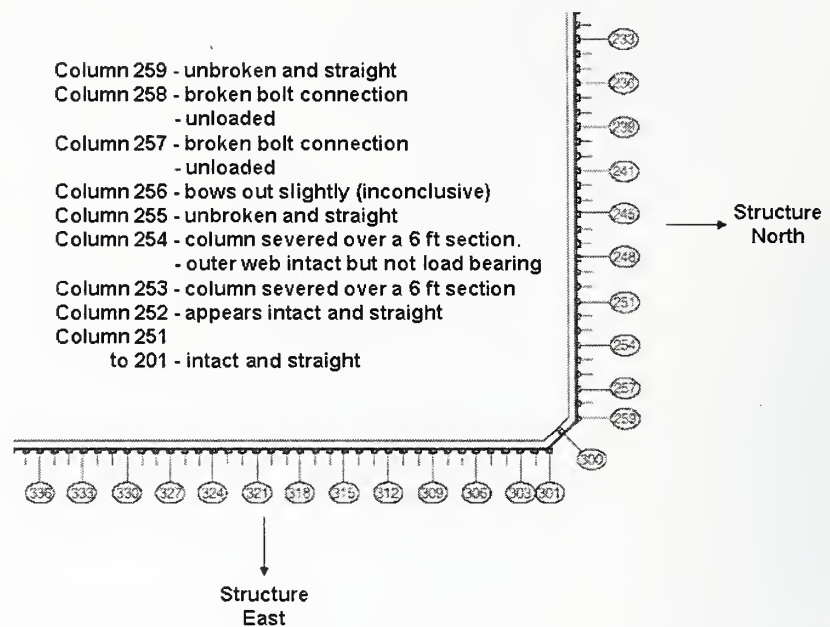 Column 259 - unbroken and straight
Column 258 - broken bolt connection
- unloaded
Column 257 - broken bolt connection
- unloaded
Column 256 - bows out slightly (inconclusive)
Column 255 - unbroken and straight
Column 254 - column severed over a 6 ft section.
- outer web intact but not load bearing
Column 253 - column severed over a 6 ft section
Column 252 - appears intact and straight
Column 251
to 201 - intact and straight
233
236
239
241
245
248
251
254
257
259
300
Structure
North
336 333 330 327 324 321 318 315 312 309 306 303 301
Structure
East